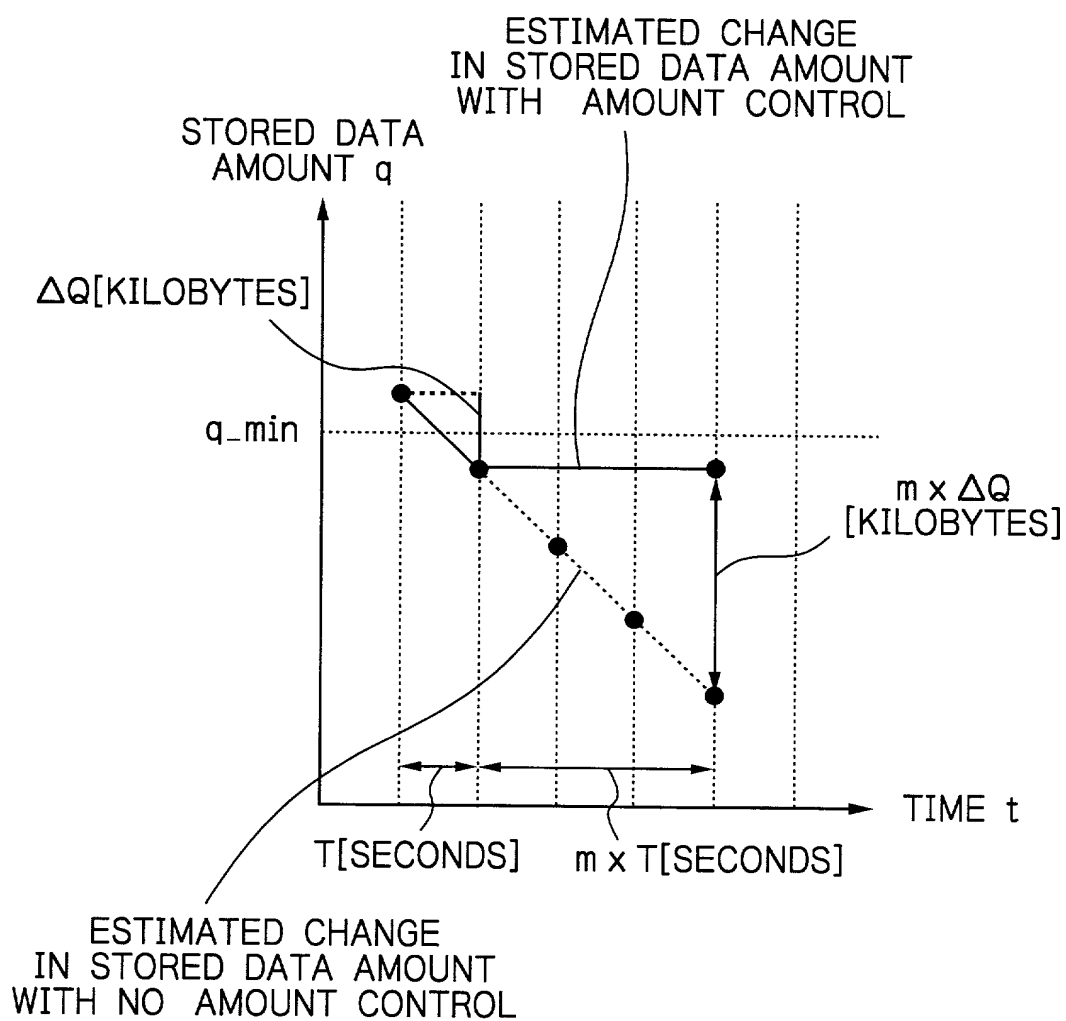 ESTIMATED CHANGE
IN STORED DATA AMOUNT
WITH AMOUNT CONTROL
STORED DATA
AMOUNT q
ΔQ[KILOBYTES]
q_min
m x ΔQ
[KILOBYTES]
TIME t
T[SECONDS]
m x T[SECONDS]
ESTIMATED CHANGE
IN STORED DATA AMOUNT
WITH NO AMOUNT CONTROL